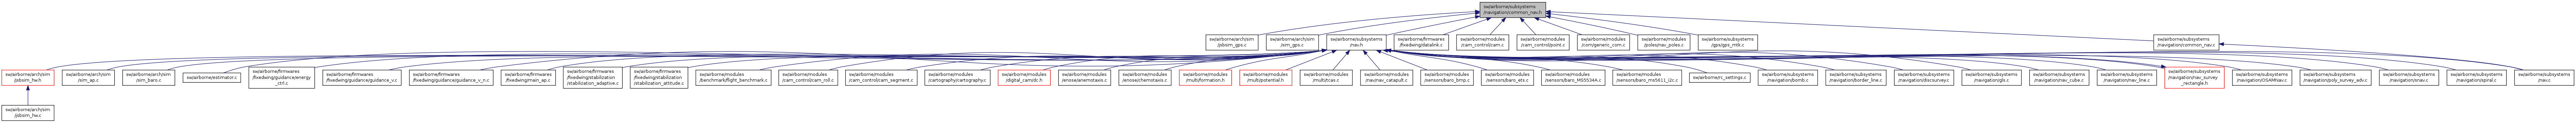 sw/airborne/subsystems
/navigation/common_nav.h
sw/airborne/arch/sim
/jsbsim_gps.c
sw/airborne/arch/sim
/sim_gps.c
sw/airborne/subsystems
/nav.h
sw/airborne/firmwares
/fixedwing/datalink.c
sw/airborne/modules
/cam_control/cam.c
sw/airborne/modules
/cam_control/point.c
sw/airborne/modules
/com/generic_com.c
sw/airborne/modules
/poles/nav_poles.c
sw/airborne/subsystems
/gps/gps_mtk.c
sw/airborne/subsystems
/navigation/common_nav.c
sw/airborne/arch/sim
/jsbsim_hw.h
sw/airborne/arch/sim
/sim_ap.c
sw/airborne/arch/sim
/sim_baro.c
sw/airborne/estimator.c
sw/airborne/firmwares
/fixedwing/guidance/energy
_ctrl.c
sw/airborne/firmwares
/fixedwing/guidance/guidance_v.c
sw/airborne/firmwares
/fixedwing/guidance/guidance_v_n.c
sw/airborne/firmwares
/fixedwing/main_ap.c
sw/airborne/firmwares
/fixedwing/stabilization
/stabilization_adaptive.c
sw/airborne/firmwares
/fixedwing/stabilization
/stabilization_attitude.c
sw/airborne/modules
/benchmark/flight_benchmark.c
sw/airborne/modules
/cam_control/cam_roll.c
sw/airborne/modules
/cam_control/cam_segment.c
sw/airborne/modules
/cartography/cartography.c
sw/airborne/modules
/digital_cam/dc.h
sw/airborne/modules
/enose/anemotaxis.c
sw/airborne/modules
/enose/chemotaxis.c
sw/airborne/modules
/multi/formation.h
sw/airborne/modules
/multi/potential.h
sw/airborne/modules
/multi/tcas.c
sw/airborne/modules
/nav/nav_catapult.c
sw/airborne/modules
/sensors/baro_bmp.c
sw/airborne/modules
/sensors/baro_ets.c
sw/airborne/modules
/sensors/baro_MS5534A.c
sw/airborne/modules
/sensors/baro_ms5611_i2c.c
sw/airborne/rc_settings.c
sw/airborne/subsystems
/navigation/bomb.c
sw/airborne/subsystems
/navigation/border_line.c
sw/airborne/subsystems
/navigation/discsurvey.c
sw/airborne/subsystems
/navigation/gls.c
sw/airborne/subsystems
/navigation/nav_cube.c
sw/airborne/subsystems
/navigation/nav_line.c
sw/airborne/subsystems
/navigation/nav_survey
_rectangle.h
sw/airborne/subsystems
/navigation/OSAMNav.c
sw/airborne/subsystems
/navigation/poly_survey_adv.c
sw/airborne/subsystems
/navigation/snav.c
sw/airborne/subsystems
/navigation/spiral.c
sw/airborne/subsystems
/nav.c
sw/airborne/arch/sim
/jsbsim_hw.c